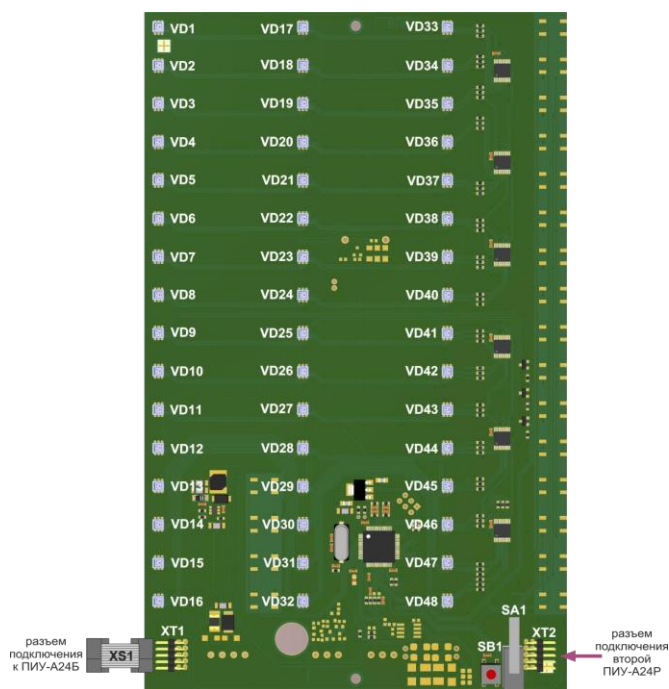 VD1 VD17 VD33
VD2 VD18 VD34
VD3 VD19 VD35
VD4 VD20 VD36
VD5 VD21 VD37
VD6 VD22 VD38
VD7 VD23 VD39
VD8 VD24 VD40
VD9 VD25 VD41
VD10 VD26 VD42
VD11 VD27 VD43
VD12 VD28 VD44
VD13 VD29 VD45
VD14 VD30 VD46
VD15 VD31 VD47
VD16 VD32 VD48
SA1
XT1
XT2
SB1
XS1
разъем
подключения
к ПИУ-А24Б
разъем
подключения
второй
ПИУ-А24Р